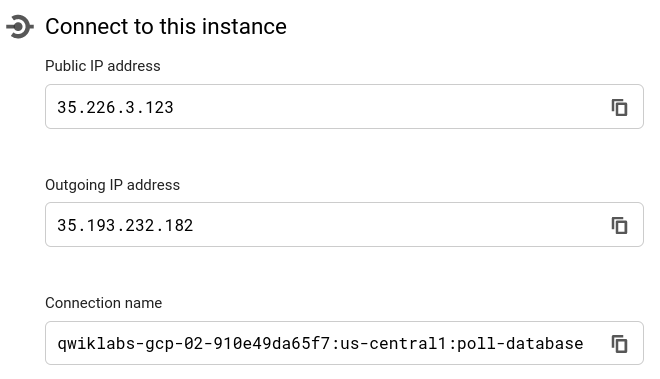 Connect to this instance
Public IP address
35.226.3.123
Outgoing IP address
35.193.232.182
Connection name
qwiklabs-gcp-02-910e49da65f7:us-central1:poll-database